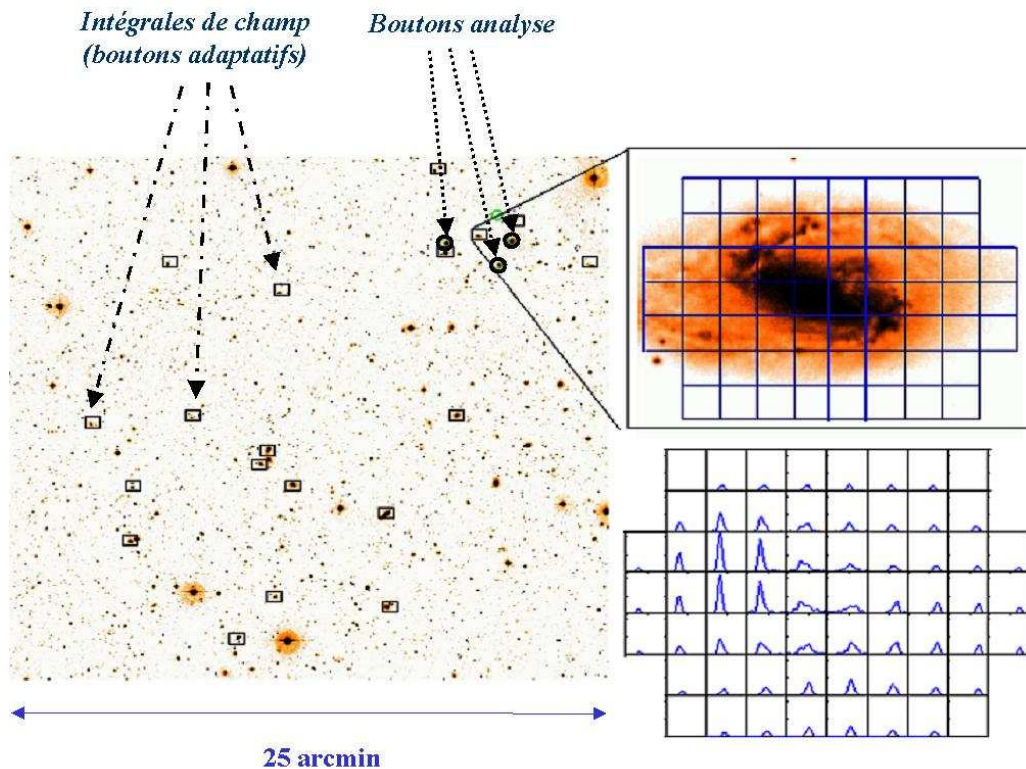 Intégrales de champ
(boutons adaptatifs)
Boutons analyse
25 arcmin